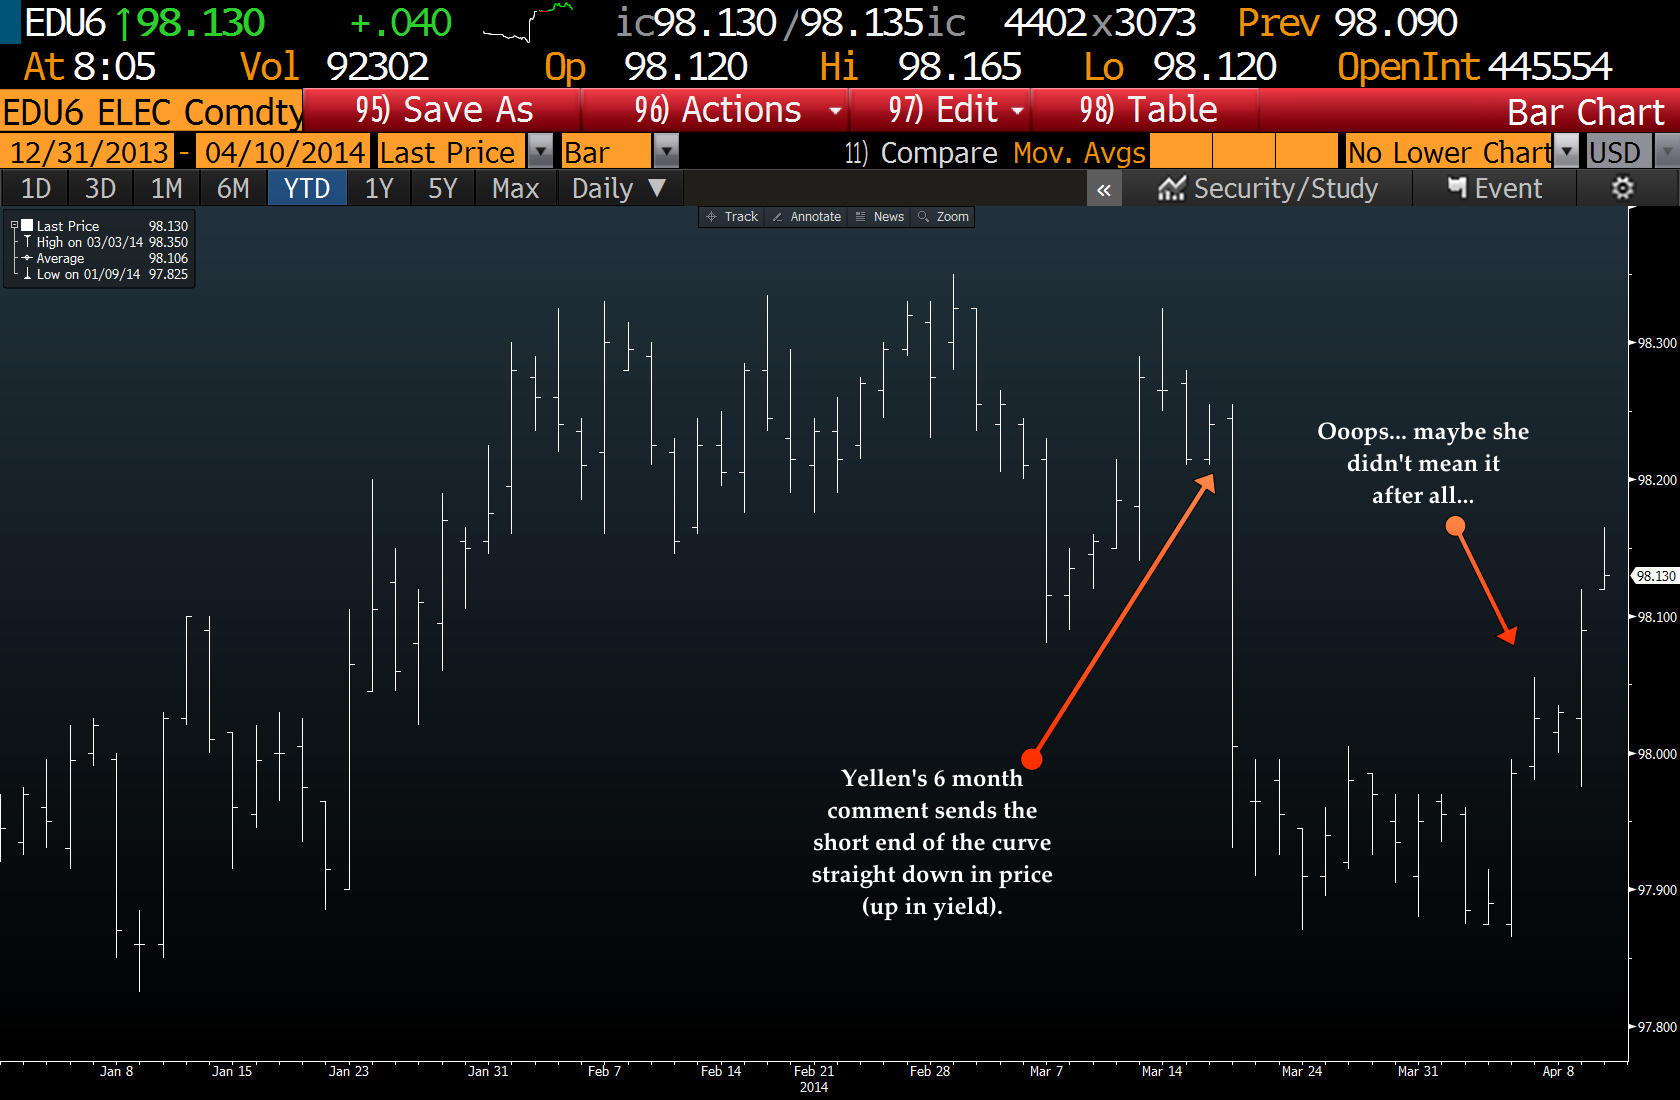 EDU6 ↑98.130 +.040 ic98.130/98.135ic 4402x3073 Prev 98.090
At 8:05 Vol 92302 Op 98.120 Hi 98.165 Lo 98.120 OpenInt 445554
EDU6 ELEC Comdty 95) Save As 96) Actions 97) Edit 98) Table Bar Chart
12/31/2013 - 04/10/2014 Last Price Bar 11) Compare Mov. Avgs No Lower Chart USD
1D 3D 1M 6M YTD 1Y 5Y Max Daily ▼ « Security/Study Event
Track Annotate News Zoom
Last Price 98.130
High on 03/03/14 98.350
Average 98.106
Low on 01/09/14 97.825
98.300
Ooops... maybe she
didn't mean it
after all...
98.200
98.130
98.100
98.000
Yellen's 6 month
comment sends the
short end of the curve
straight down in price
(up in yield).
97.900
97.800
Jan 8 Jan 15 Jan 23 Jan 31 Feb 7 Feb 14 Feb 21 Feb 28 Mar 7 Mar 14 Mar 24 Mar 31 Apr 8
2014